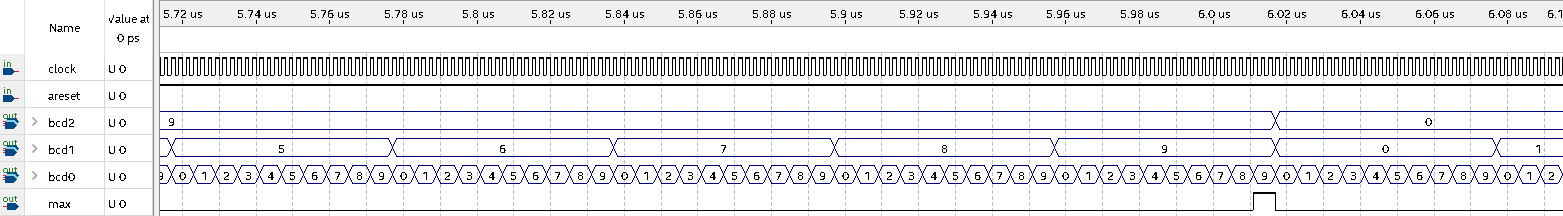 Name Value at 0 ps 5.72 us 5.74 us 5.76 us 5.78 us 5.8 us 5.82 us 5.84 us 5.86 us 5.88 us 5.9 us 5.92 us 5.94 us 5.96 us 5.98 us 6.0 us 6.02 us 6.04 us 6.06 us 6.08 us 6.1
in clock U 0
in areset U 0
out bcd2 U 0 9 0
out bcd1 U 0 5 6 7 8 9 0 1
out bcd0 U 0 9 0 1 2 3 4 5 6 7 8 9 0 1 2 3 4 5 6 7 8 9 0 1 2 3 4 5 6 7 8 9 0 1 2 3 4 5 6 7 8 9 0 1 2 3 4 5 6 7 8 9 0 1 2 3 4 5 6 7 8 9 0 1 2
out max U 0